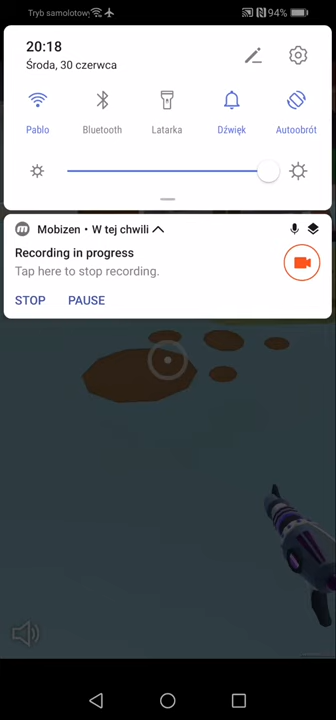 Tryb samolotowy
94%
20:18
Środa, 30 czerwca
Pablo
Bluetooth
Latarka
Dźwięk
Autoobrót
Mobizen • W tej chwili
Recording in progress
Tap here to stop recording.
STOP
PAUSE